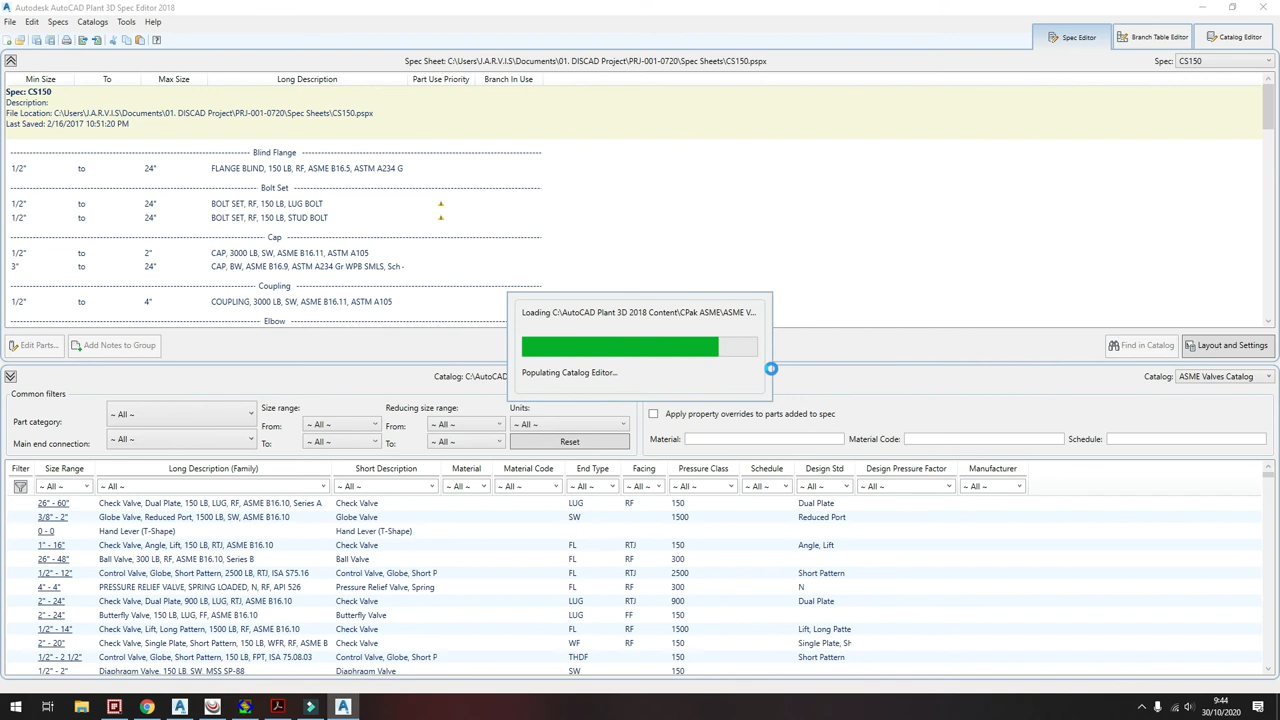 Autodesk AutoCAD Plant 3D Spec Editor 2018
File Edit Specs Catalogs Tools Help
Spec Editor Branch Table Editor Catalog Editor
Spec Sheet: C:\Users\J.A.R.V.I.S\Documents\01. DISCAD Project\PRJ-001-0720\Spec Sheets\CS150.pspx Spec: CS150
Min Size To Max Size Long Description Part Use Priority Branch In Use
Spec: CS150
Description:
File Location: C:\Users\J.A.R.V.I.S\Documents\01. DISCAD Project\PRJ-001-0720\Spec Sheets\CS150.pspx
Last Saved: 2/16/2017 10:51:20 PM
Blind Flange
1/2" to 24" FLANGE BLIND, 150 LB, RF, ASME B16.5, ASTM A234 G
Bolt Set
1/2" to 24" BOLT SET, RF, 150 LB, LUG BOLT
1/2" to 24" BOLT SET, RF, 150 LB, STUD BOLT
Cap
1/2" to 2" CAP, 3000 LB, SW, ASME B16.11, ASTM A105
3" to 24" CAP, BW, ASME B16.9, ASTM A234 Gr WPB SMLS, Sch -
Coupling
1/2" to 4" COUPLING, 3000 LB, SW, ASME B16.11, ASTM A105
Elbow
Loading C:\AutoCAD Plant 3D 2018 Content\CPak ASME\ASME V...
Populating Catalog Editor...
Edit Parts... Add Notes to Group Find in Catalog Layout and Settings
Catalog: C:\AutoCA Catalog: ASME Valves Catalog
Common filters
Part category: ~ All ~ Size range: Reducing size range: Units: Apply property overrides to parts added to spec
From: ~ All ~ From: ~ All ~ ~ All ~
Main end connection: ~ All ~ To: ~ All ~ To: ~ All ~ Reset Material: Material Code: Schedule:
Filter Size Range Long Description (Family) Short Description Material Material Code End Type Facing Pressure Class Schedule Design Std Design Pressure Factor Manufacturer
~ All ~ ~ All ~ ~ All ~ ~ All ~ ~ All ~ ~ All ~ ~ All ~ ~ All ~ ~ All ~ ~ All ~ ~ All ~ ~ All ~
26" - 60" Check Valve, Dual Plate, 150 LB, LUG, RF, ASME B16.10, Series A Check Valve LUG RF 150 Dual Plate
3/8" - 2" Globe Valve, Reduced Port, 1500 LB, SW, ASME B16.10 Globe Valve SW 1500 Reduced Port
0 - 0 Hand Lever (T-Shape) Hand Lever (T-Shape)
1" - 16" Check Valve, Angle, Lift, 150 LB, RTJ, ASME B16.10 Check Valve FL RTJ 150 Angle, Lift
26" - 48" Ball Valve, 300 LB, RF, ASME B16.10, Series B Ball Valve FL RF 300
1/2" - 12" Control Valve, Globe, Short Pattern, 2500 LB, RTJ, ISA S75.16 Control Valve, Globe, Short P FL RTJ 2500 Short Pattern
4" - 4" PRESSURE RELIEF VALVE, SPRING LOADED, N, RF, API 526 Pressure Relief Valve, Spring FL RF 300 N
2" - 24" Check Valve, Dual Plate, 900 LB, LUG, RTJ, ASME B16.10 Check Valve LUG RTJ 900 Dual Plate
2" - 24" Butterfly Valve, 150 LB, LUG, FF, ASME B16.10 Butterfly Valve LUG FF 150
1/2" - 14" Check Valve, Lift, Long Pattern, 1500 LB, RF, ASME B16.10 Check Valve FL RF 1500 Lift, Long Patte
2" - 20" Check Valve, Single Plate, Short Pattern, 150 LB, WFR, RF, ASME B Check Valve WF RF 150 Single Plate, Sh
1/2" - 2 1/2" Control Valve, Globe, Short Pattern, 150 LB, FPT, ISA 75.08.03 Control Valve, Globe, Short P THDF 150 Short Pattern
1/2" - 2" Diaphragm Valve, 150 LB, SW, MSS SP-88 Diaphragm Valve SW 150
9:44
30/10/2020